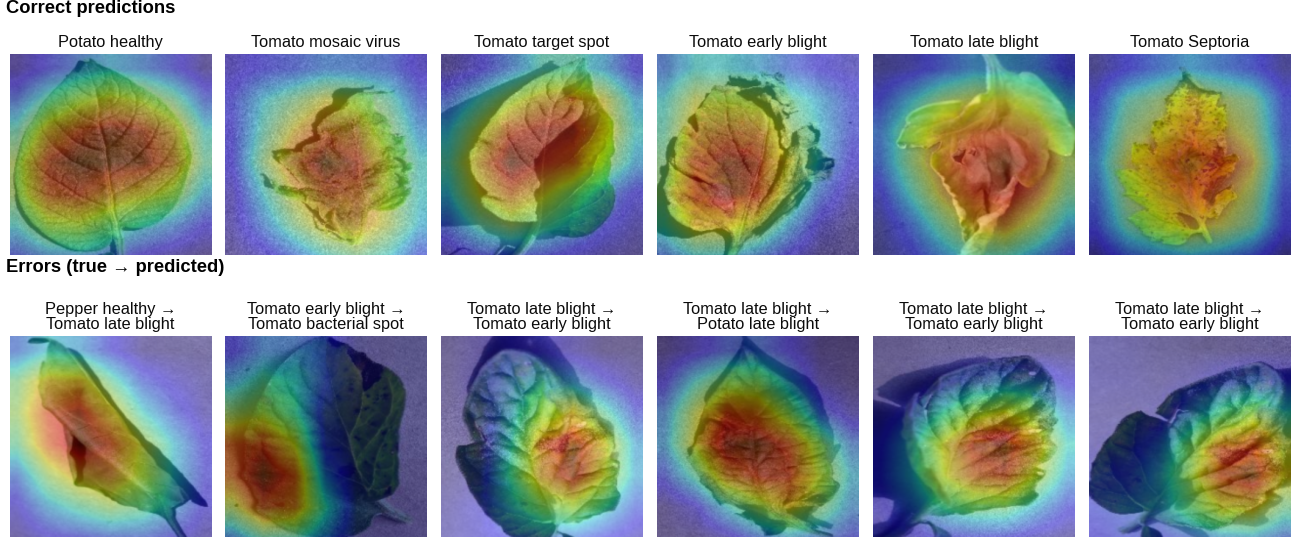 Correct predictions
Potato healthy
Tomato mosaic virus
Tomato target spot
Tomato early blight
Tomato late blight
Tomato Septoria
Errors (true → predicted)
Pepper healthy →
Tomato late blight
Tomato early blight →
Tomato bacterial spot
Tomato late blight →
Tomato early blight
Tomato late blight →
Potato late blight
Tomato late blight →
Tomato early blight
Tomato late blight →
Tomato early blight